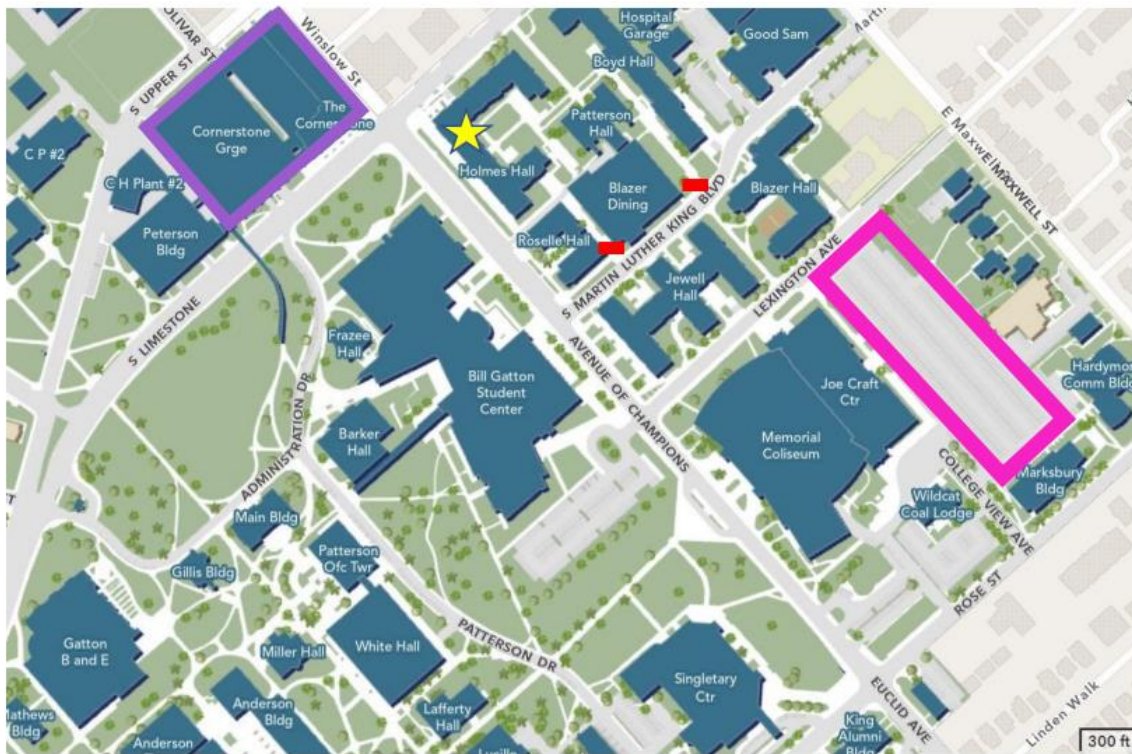 OLIVAR ST
S UPPER ST
Winslow St
Hospital
Garage
Boyd Hall
Good Sam
The
Cornerstone
Cornerstone
Grge
C P #2
C H Plant #2
Peterson
Bldg
Holmes Hall
Patterson
Hall
Blazer
Dining
Blazer Hall
Roselle Hall
S MARTIN LUTHER KING BLVD
Jewell
Hall
LEXINGTON AVE
E MAXWELL ST
S LIMESTONE
Frazee
Hall
Bill Gatton
Student
Center
AVENUE OF CHAMPIONS
Joe Craft
Ctr
Hardymon
Comm Bldg
Barker
Hall
Memorial
Coliseum
ADMINISTRATION DR
Main Bldg
COLLEGE VIEW AVE
Marksbury
Bldg
Wildcat
Coal Lodge
Patterson
Ofc Twr
Gillis Bldg
ROSE ST
Gatton
B and E
Miller Hall
White Hall
PATTERSON DR
Singletary
Ctr
EUCLID AVE
Linden Walk
Mathews
Bldg
Anderson
Bldg
Lafferty
Hall
King
Alumni
Bldg
Anderson
300 ft